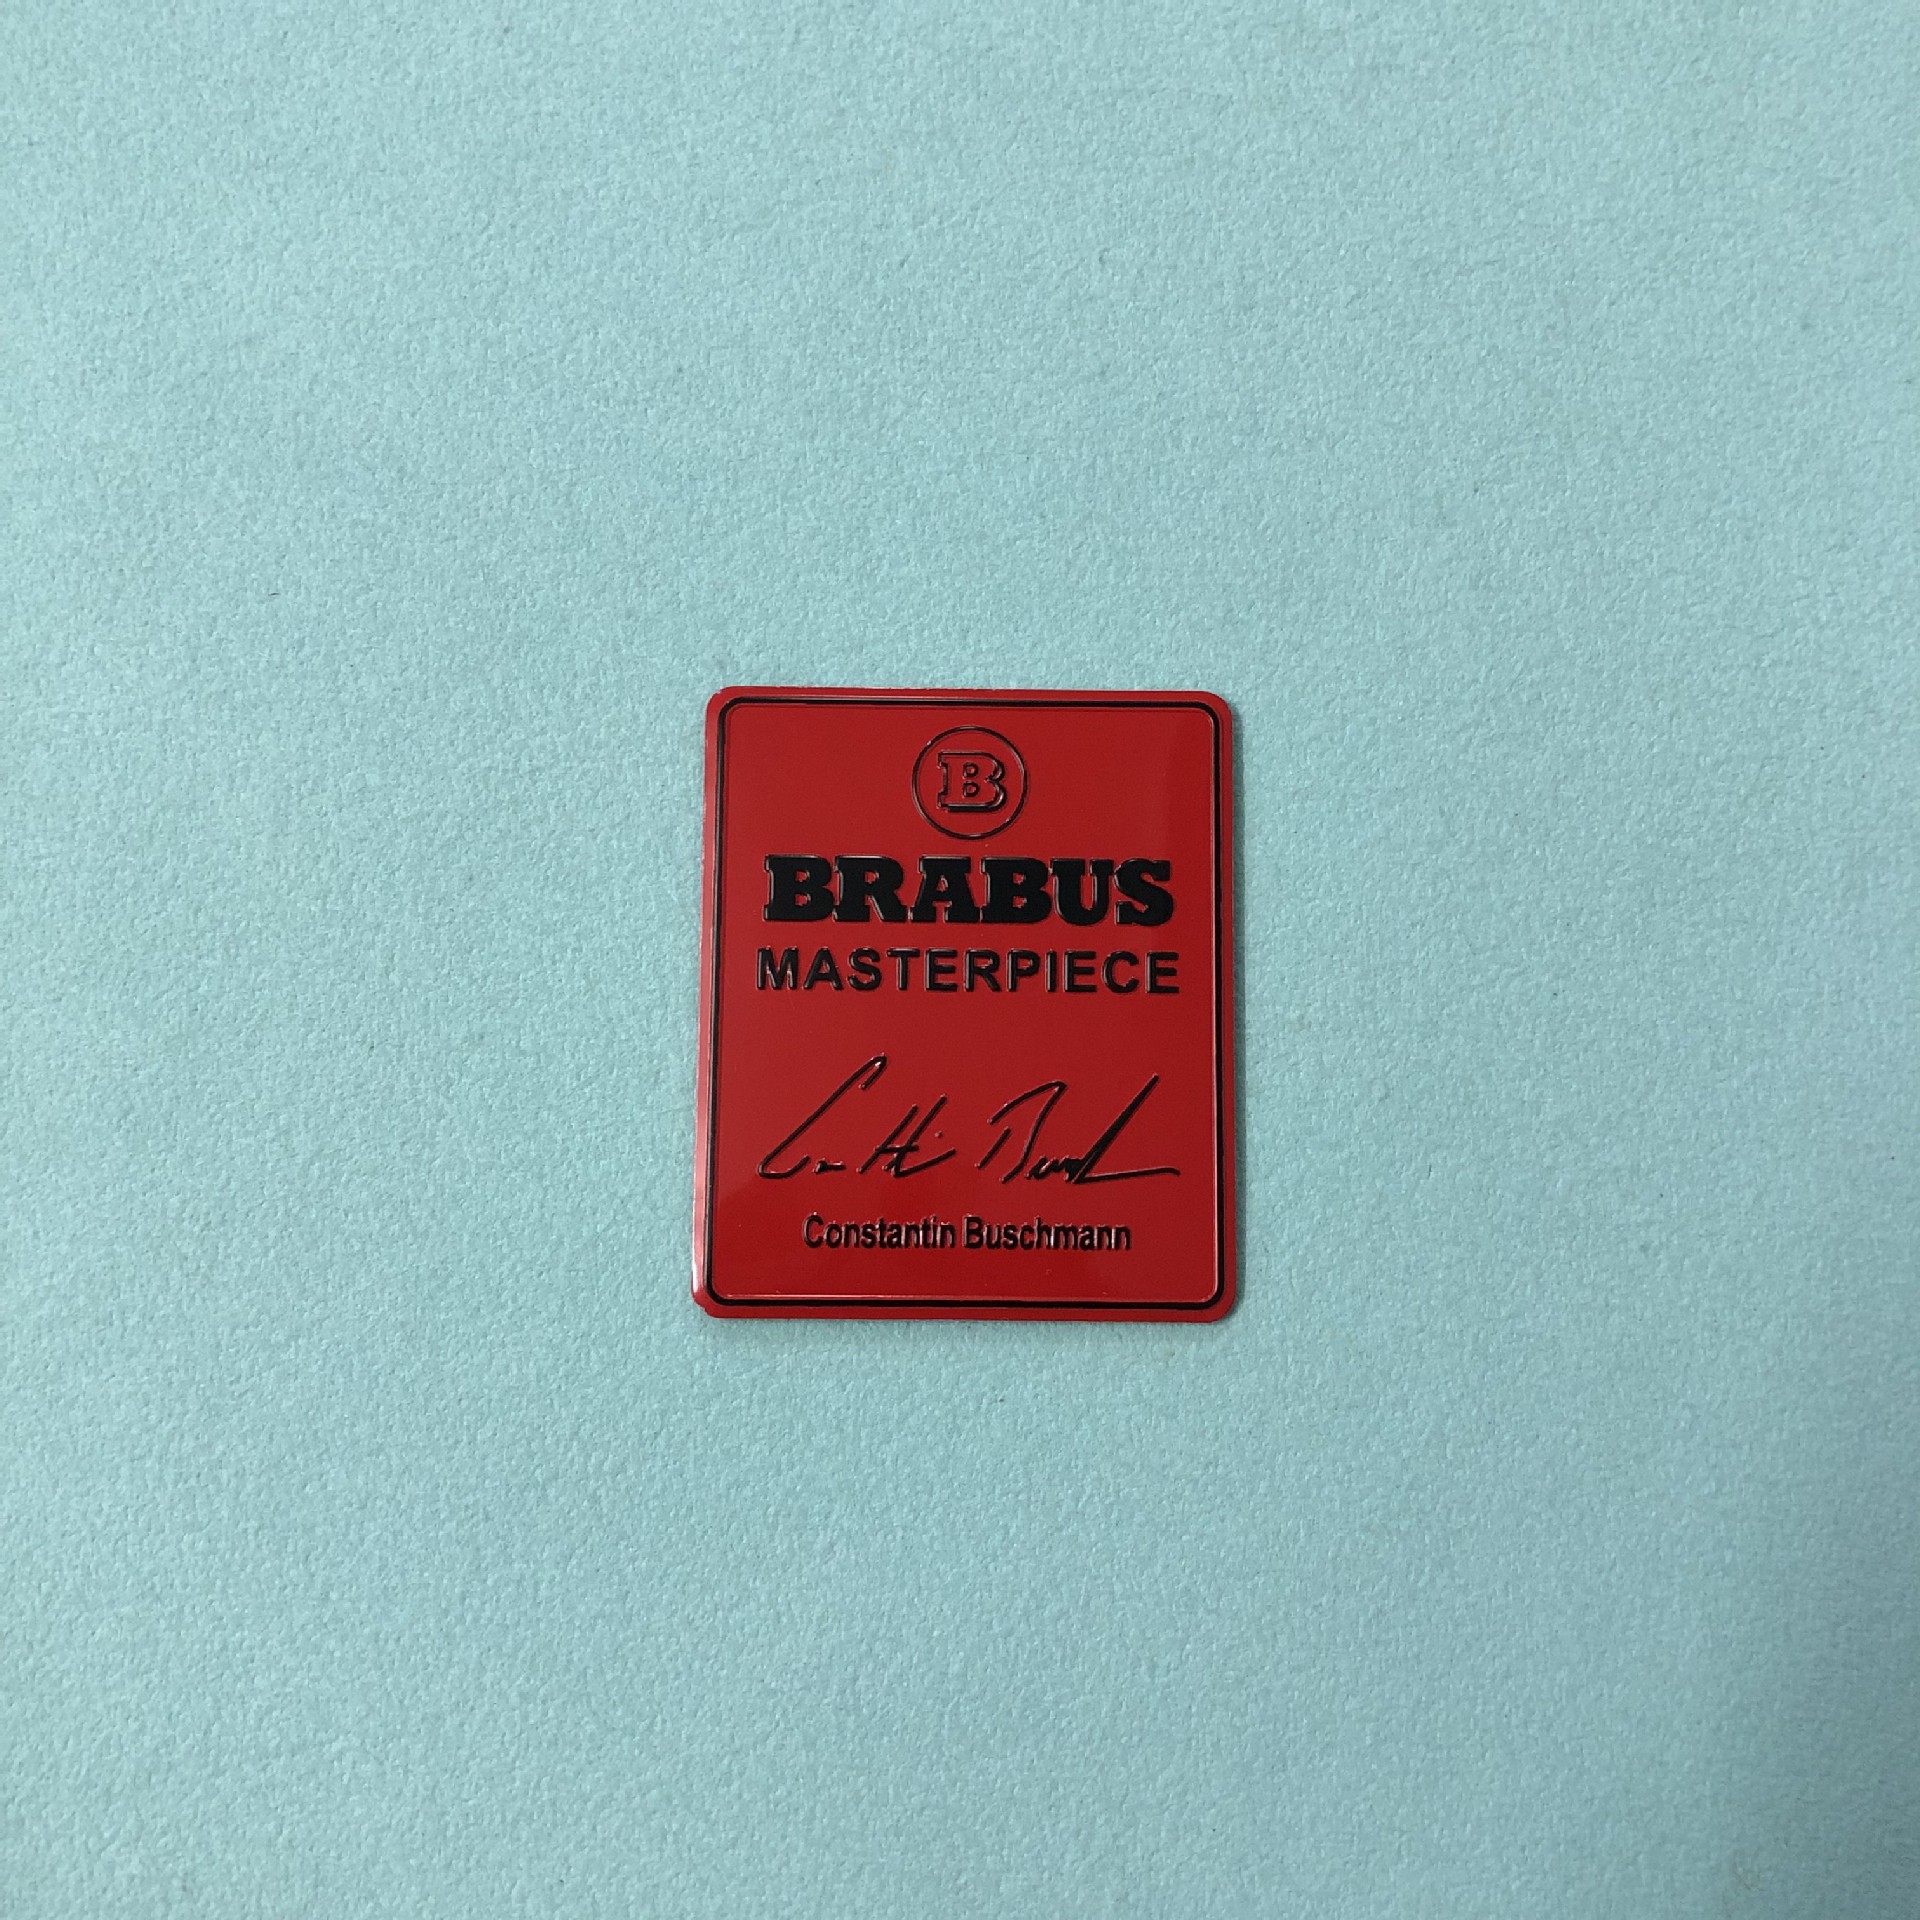 B
BRABUS
MASTERPIECE
Constantin Buschmann